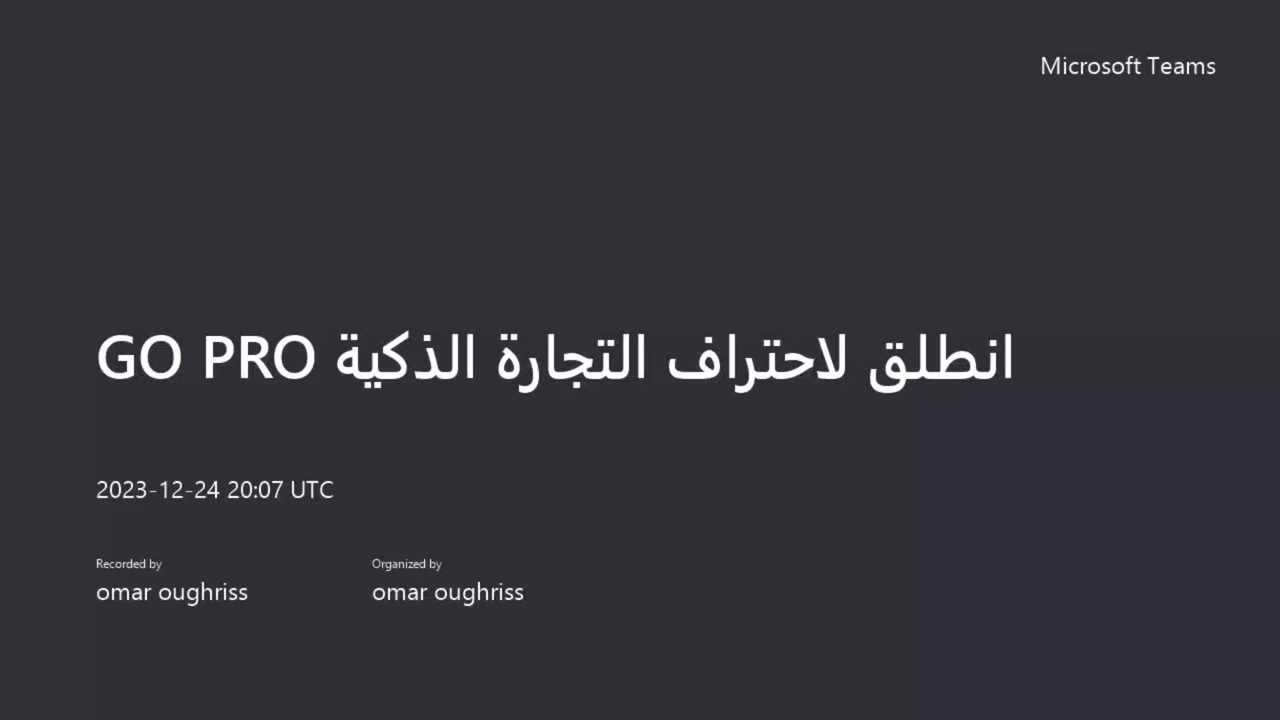 Microsoft Teams
انطلق لاحتراف التجارة الذكية GO PRO
2023-12-24 20:07 UTC
Recorded by
omar oughriss
Organized by
omar oughriss